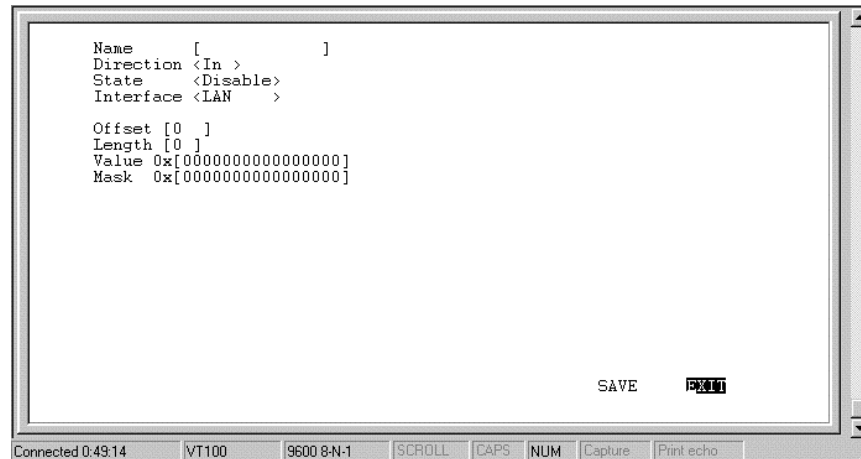 Name       [               ]
Direction <In >
State     <Disable>
Interface <LAN     >
Offset [0  ]
Length [0 ]
Value 0x[0000000000000000]
Mask  0x[0000000000000000]
SAVE     EXIT
Connected 0:49:14  VT100  9600 8-N-1  SCROLL  CAPS  NUM  Capture  Print echo